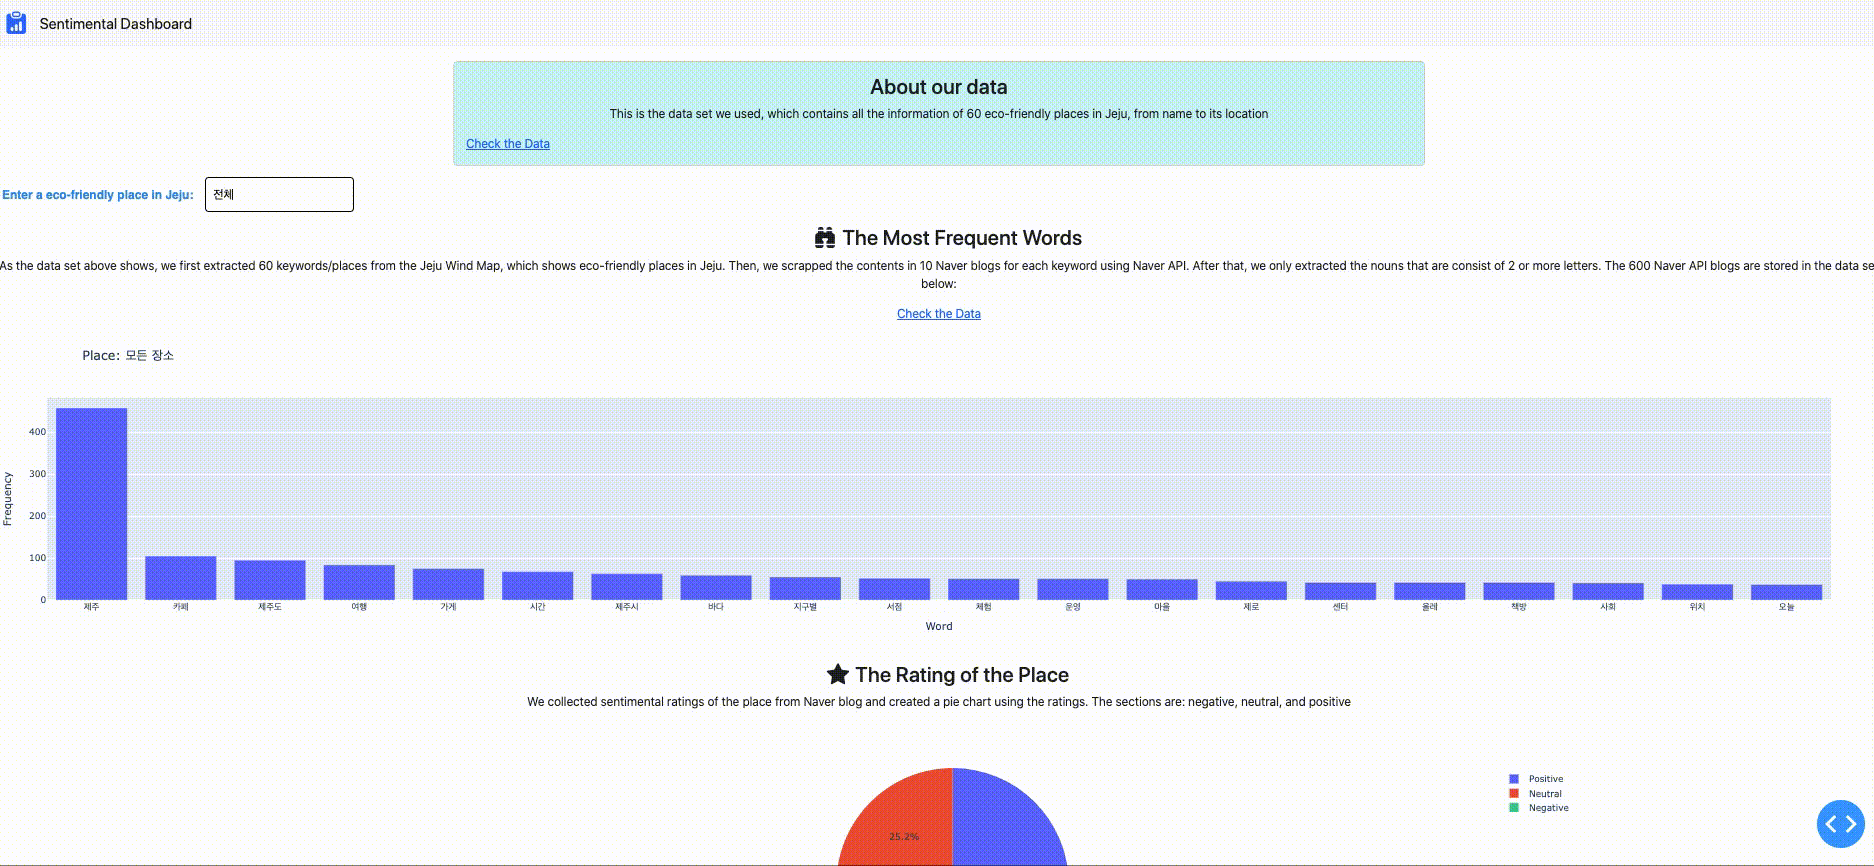 Sentimental Dashboard
About our data
This is the data set we used, which contains all the information of 60 eco-friendly places in Jeju, from name to its location
Check the Data
Enter a eco-friendly place in Jeju: 전체
The Most Frequent Words
As the data set above shows, we first extracted 60 keywords/places from the Jeju Wind Map, which shows eco-friendly places in Jeju. Then, we scrapped the contents in 10 Naver blogs for each keyword using Naver API. After that, we only extracted the nouns that are consist of 2 or more letters. The 600 Naver API blogs are stored in the data se
below:
Check the Data
Place: 모든 장소
400
300
200
100
0
Frequency
제주 카페 제주도 여행 가게 시간 제주시 바다 지구별 서점 체험 운영 마을 제로 센터 올레 책방 사회 위치 오늘
Word
The Rating of the Place
We collected sentimental ratings of the place from Naver blog and created a pie chart using the ratings. The sections are: negative, neutral, and positive
Positive
Neutral
Negative
25.2%